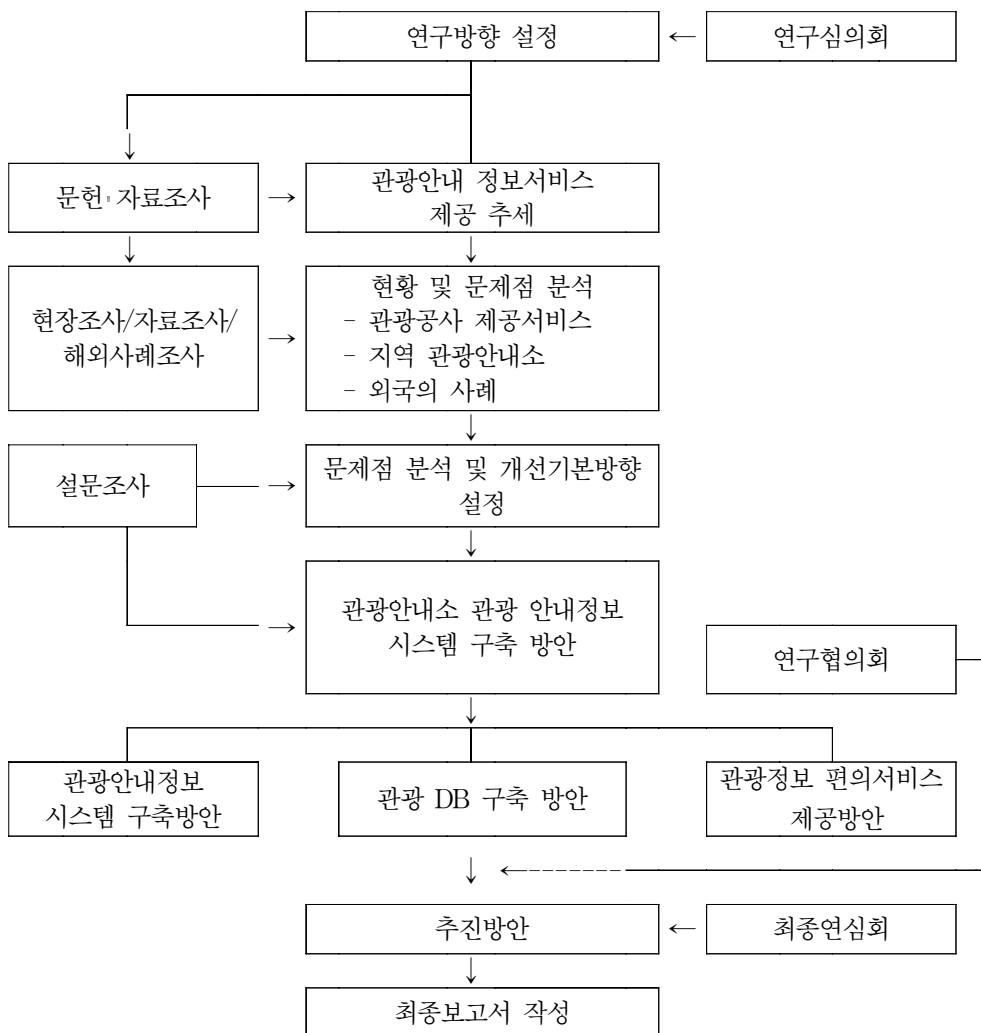 연구방향 설정
←
연구심의회
↓
문헌·자료조사
→
관광안내 정보서비스
제공 추세
↓
↓
현장조사/자료조사/
해외사례조사
→
현황 및 문제점 분석
- 관광공사 제공서비스
- 지역 관광안내소
- 외국의 사례
↓
설문조사
→
문제점 분석 및 개선기본방향
설정
↓
→
관광안내소 관광 안내정보
시스템 구축 방안
연구협의회
↓
관광안내정보
시스템 구축방안
관광 DB 구축 방안
관광정보 편의서비스
제공방안
↓
←-------
추진방안
←
최종연심회
↓
최종보고서 작성